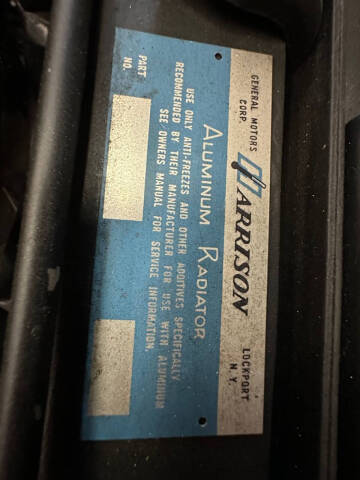 GENERAL MOTORS CORP.
HARRISON
LOCKPORT N.Y.
ALUMINUM RADIATOR
USE ONLY ANTI-FREEZES AND OTHER ADDITIVES SPECIFICALLY
RECOMMENDED BY THEIR MANUFACTURER FOR USE WITH ALUMINUM
SEE OWNERS MANUAL FOR SERVICE INFORMATION.
PART
NO.